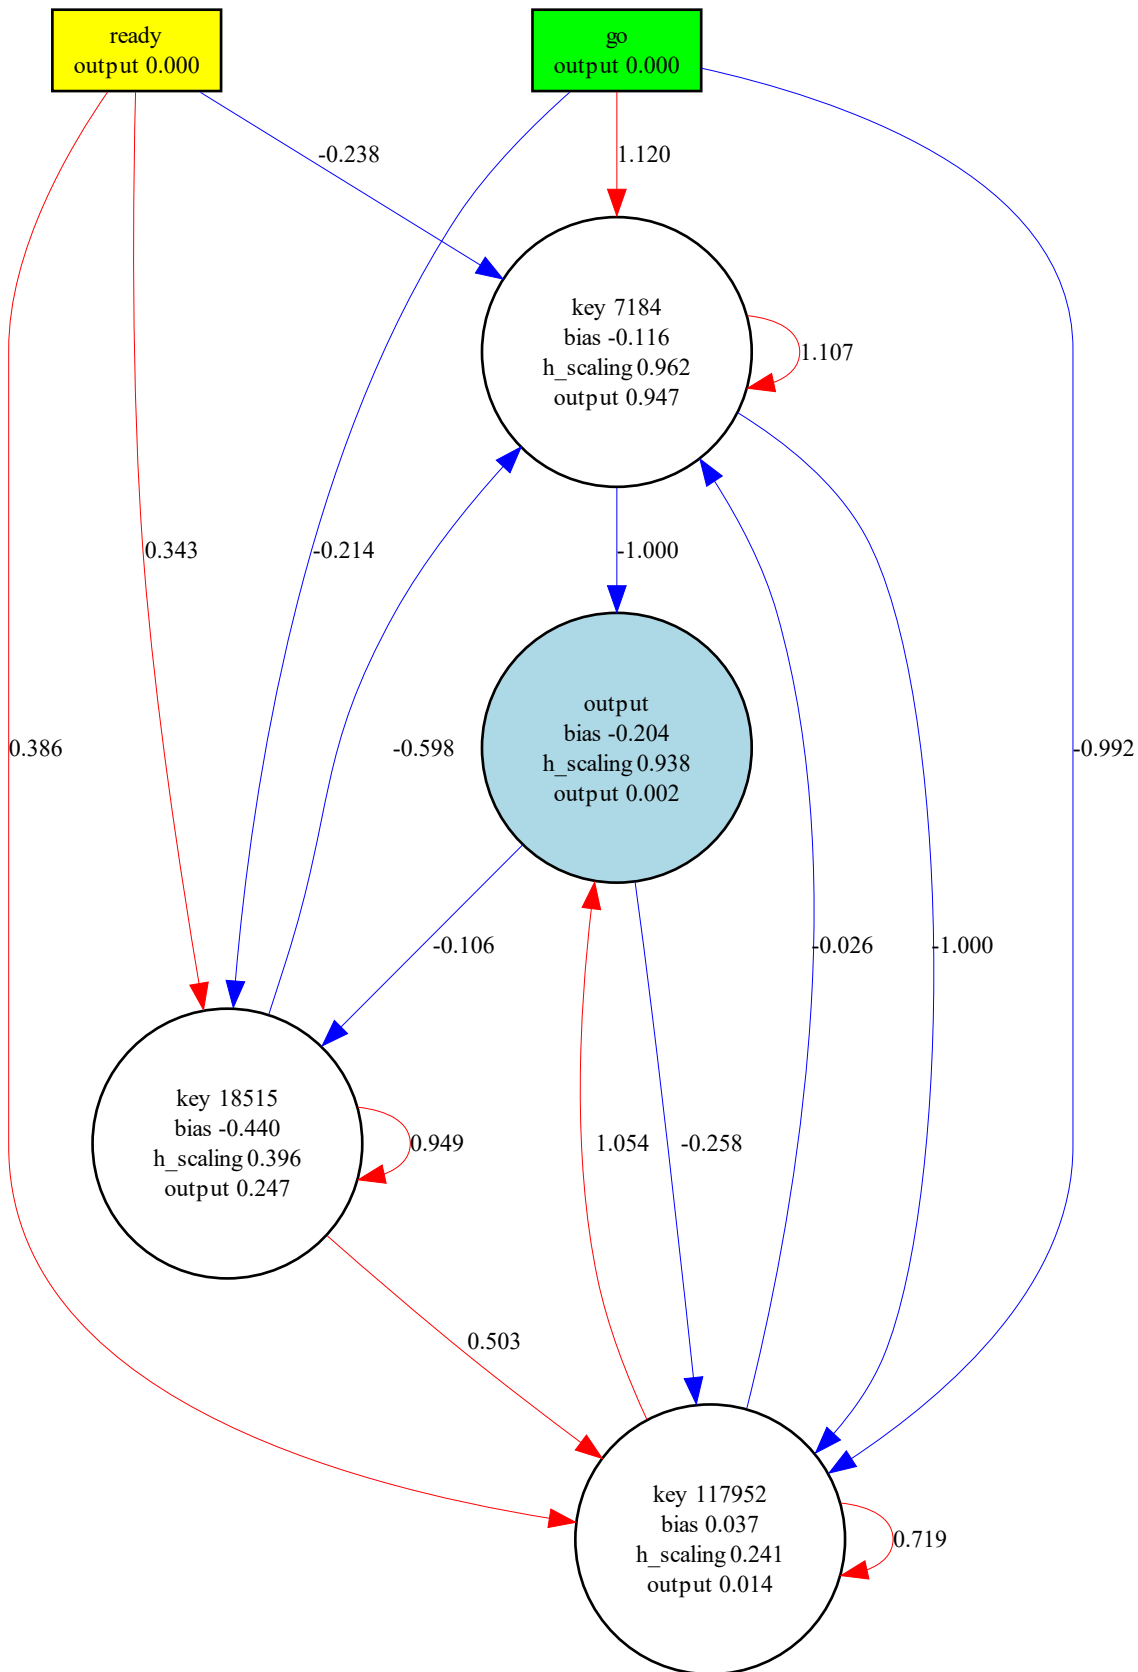 ready
output 0.000
go
output 0.000
-0.238
1.120
key 7184
bias -0.116
h_scaling 0.962
output 0.947
1.107
0.343
-0.214
-1.000
output
bias -0.204
h_scaling 0.938
output 0.002
0.386
-0.598
-0.992
-0.106
-0.026
-1.000
key 18515
bias -0.440
h_scaling 0.396
output 0.247
0.949
1.054
-0.258
0.503
key 117952
bias 0.037
h_scaling 0.241
output 0.014
0.719